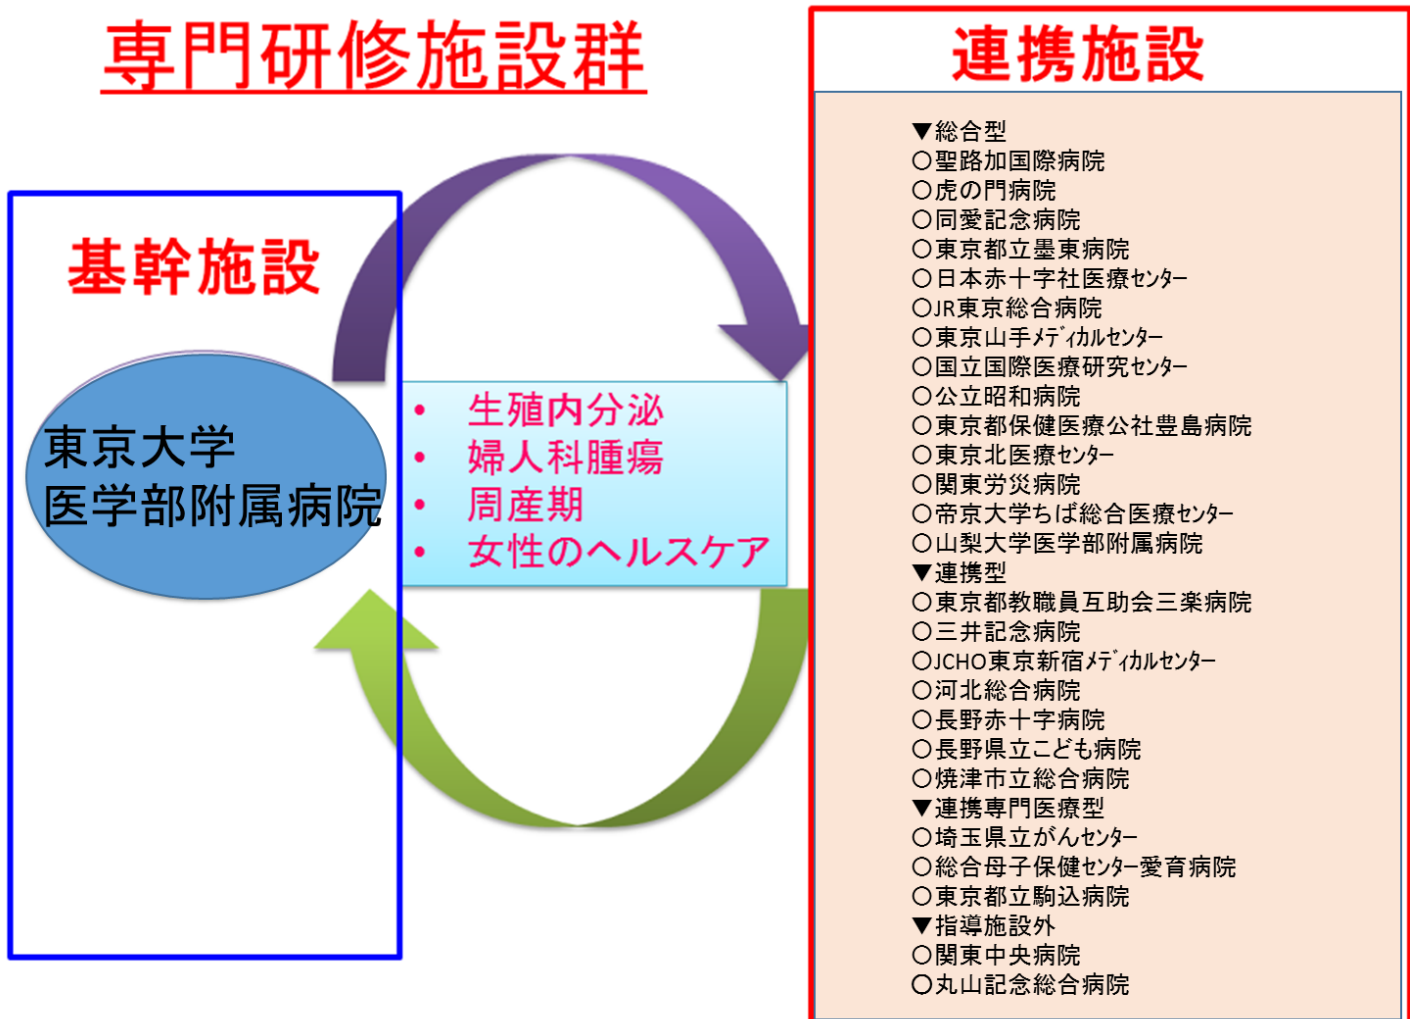 専門研修施設群
基幹施設
東京大学
医学部附属病院
• 生殖内分泌
• 婦人科腫瘍
• 周産期
• 女性のヘルスケア
連携施設
▼総合型
○聖路加国際病院
○虎の門病院
○同愛記念病院
○東京都立墨東病院
○日本赤十字社医療ｾﾝﾀｰ
○JR東京総合病院
○東京山手ﾒﾃﾞｨｶﾙｾﾝﾀｰ
○国立国際医療研究ｾﾝﾀｰ
○公立昭和病院
○東京都保健医療公社豊島病院
○東京北医療ｾﾝﾀｰ
○関東労災病院
○帝京大学ちば総合医療ｾﾝﾀｰ
○山梨大学医学部附属病院
▼連携型
○東京都教職員互助会三楽病院
○三井記念病院
○JCHO東京新宿ﾒﾃﾞｨｶﾙｾﾝﾀｰ
○河北総合病院
○長野赤十字病院
○長野県立こども病院
○焼津市立総合病院
▼連携専門医療型
○埼玉県立がんｾﾝﾀｰ
○総合母子保健ｾﾝﾀｰ愛育病院
○東京都立駒込病院
▼指導施設外
○関東中央病院
○丸山記念総合病院